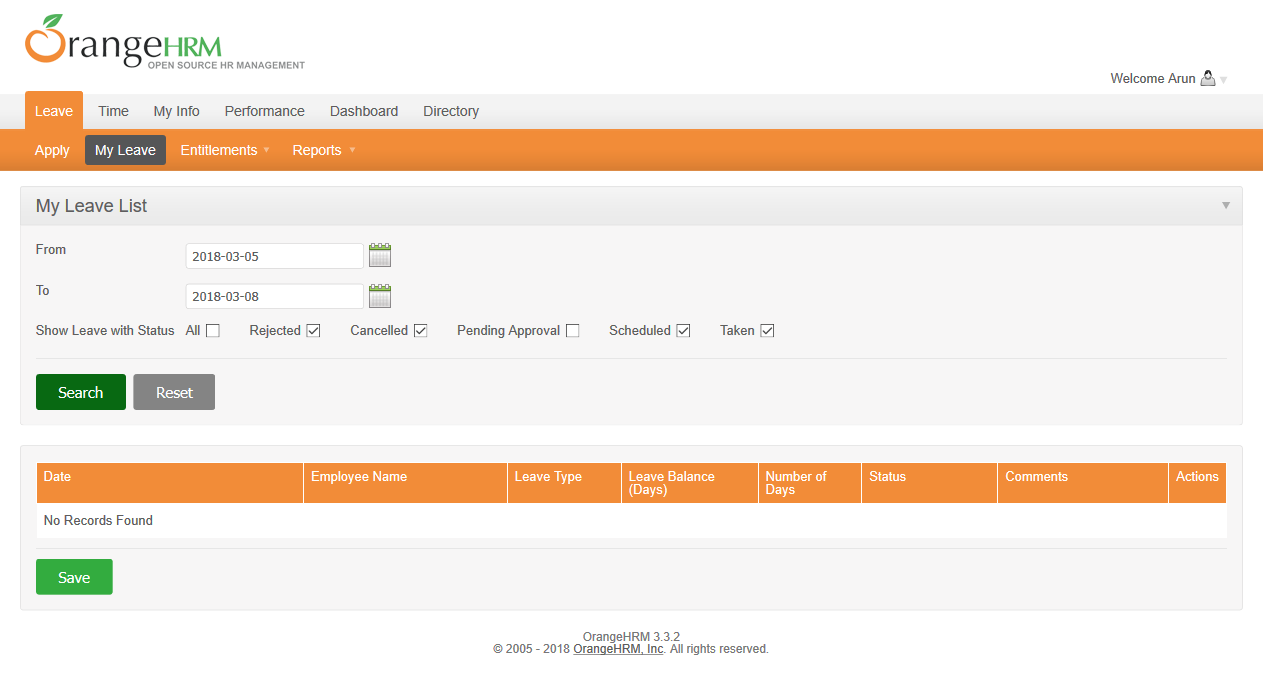 OrangeHRM
OPEN SOURCE HR MANAGEMENT
Welcome Arun
Leave Time My Info Performance Dashboard Directory
Apply My Leave Entitlements Reports
My Leave List
From 2018-03-05
To 2018-03-08
Show Leave with Status All Rejected Cancelled Pending Approval Scheduled Taken
Search Reset
Date Employee Name Leave Type Leave Balance (Days) Number of Days Status Comments Actions
No Records Found
Save
OrangeHRM 3.3.2
© 2005 - 2018 OrangeHRM, Inc. All rights reserved.